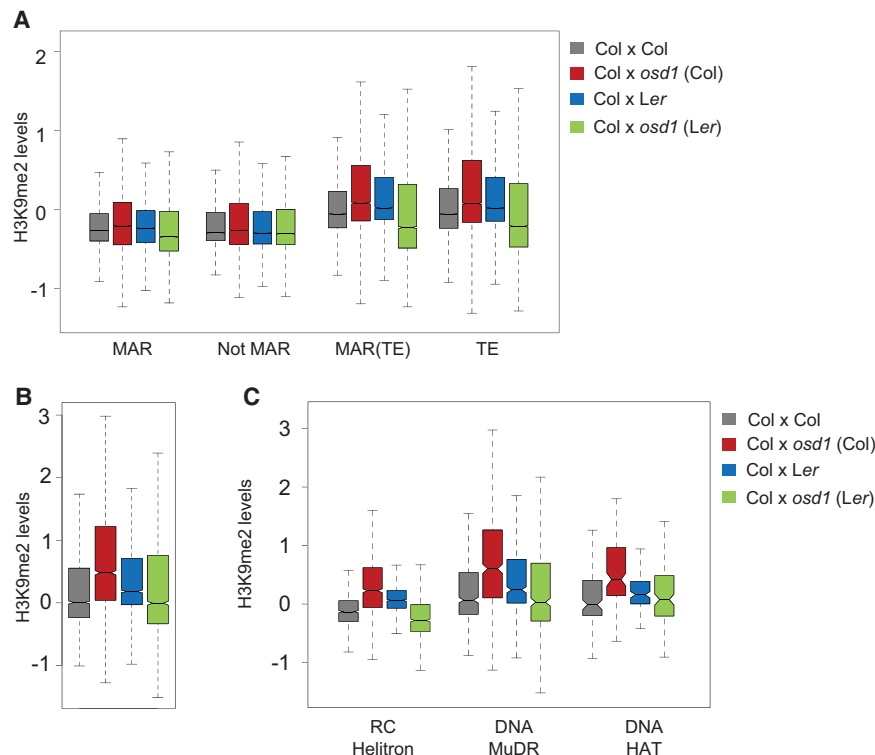 A
H3K9me2 levels
2
1
0
-1
MAR
Not MAR
MAR(TE)
TE
Col x Col
Col x osd1 (Col)
Col x Ler
Col x osd1 (Ler)
B
H3K9me2 levels
3
2
1
0
-1
C
H3K9me2 levels
3
2
1
0
-1
RC
Helitron
DNA
MuDR
DNA
HAT
Col x Col
Col x osd1 (Col)
Col x Ler
Col x osd1 (Ler)